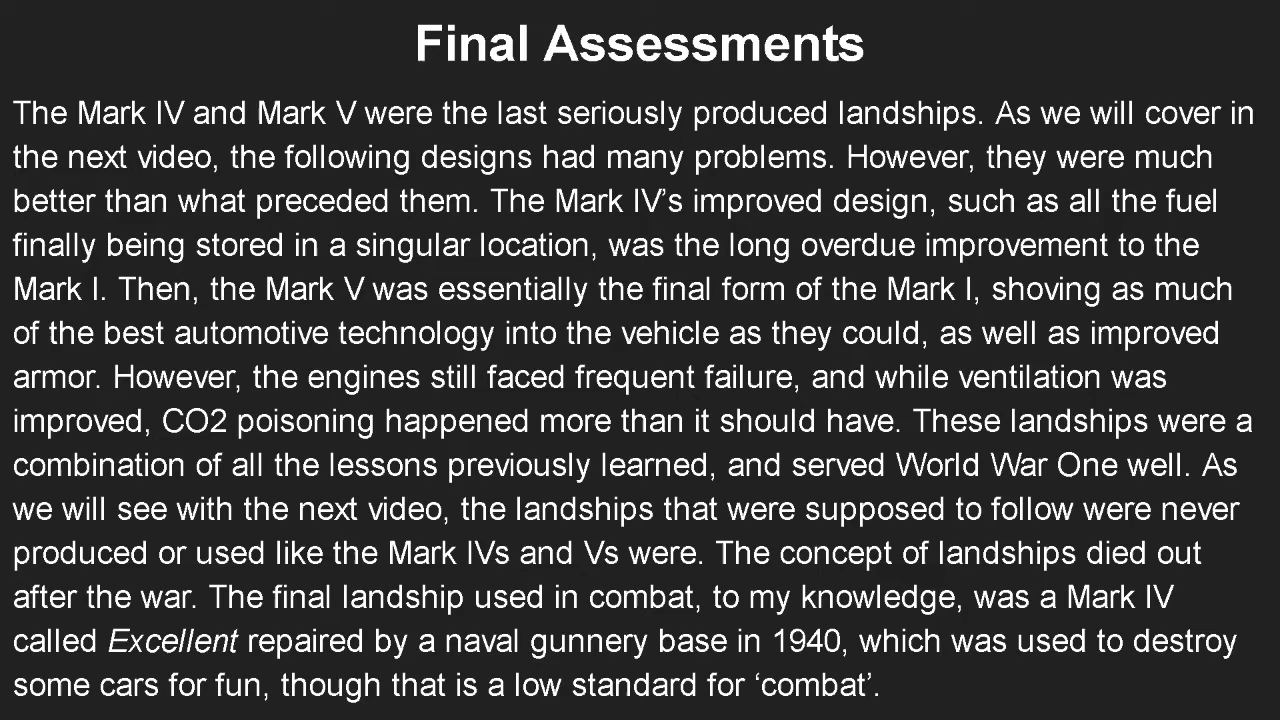 Final Assessments
The Mark IV and Mark V were the last seriously produced landships. As we will cover in
the next video, the following designs had many problems. However, they were much
better than what preceded them. The Mark IV’s improved design, such as all the fuel
finally being stored in a singular location, was the long overdue improvement to the
Mark I. Then, the Mark V was essentially the final form of the Mark I, shoving as much
of the best automotive technology into the vehicle as they could, as well as improved
armor. However, the engines still faced frequent failure, and while ventilation was
improved, CO2 poisoning happened more than it should have. These landships were a
combination of all the lessons previously learned, and served World War One well. As
we will see with the next video, the landships that were supposed to follow were never
produced or used like the Mark IVs and Vs were. The concept of landships died out
after the war. The final landship used in combat, to my knowledge, was a Mark IV
called Excellent repaired by a naval gunnery base in 1940, which was used to destroy
some cars for fun, though that is a low standard for ‘combat’.